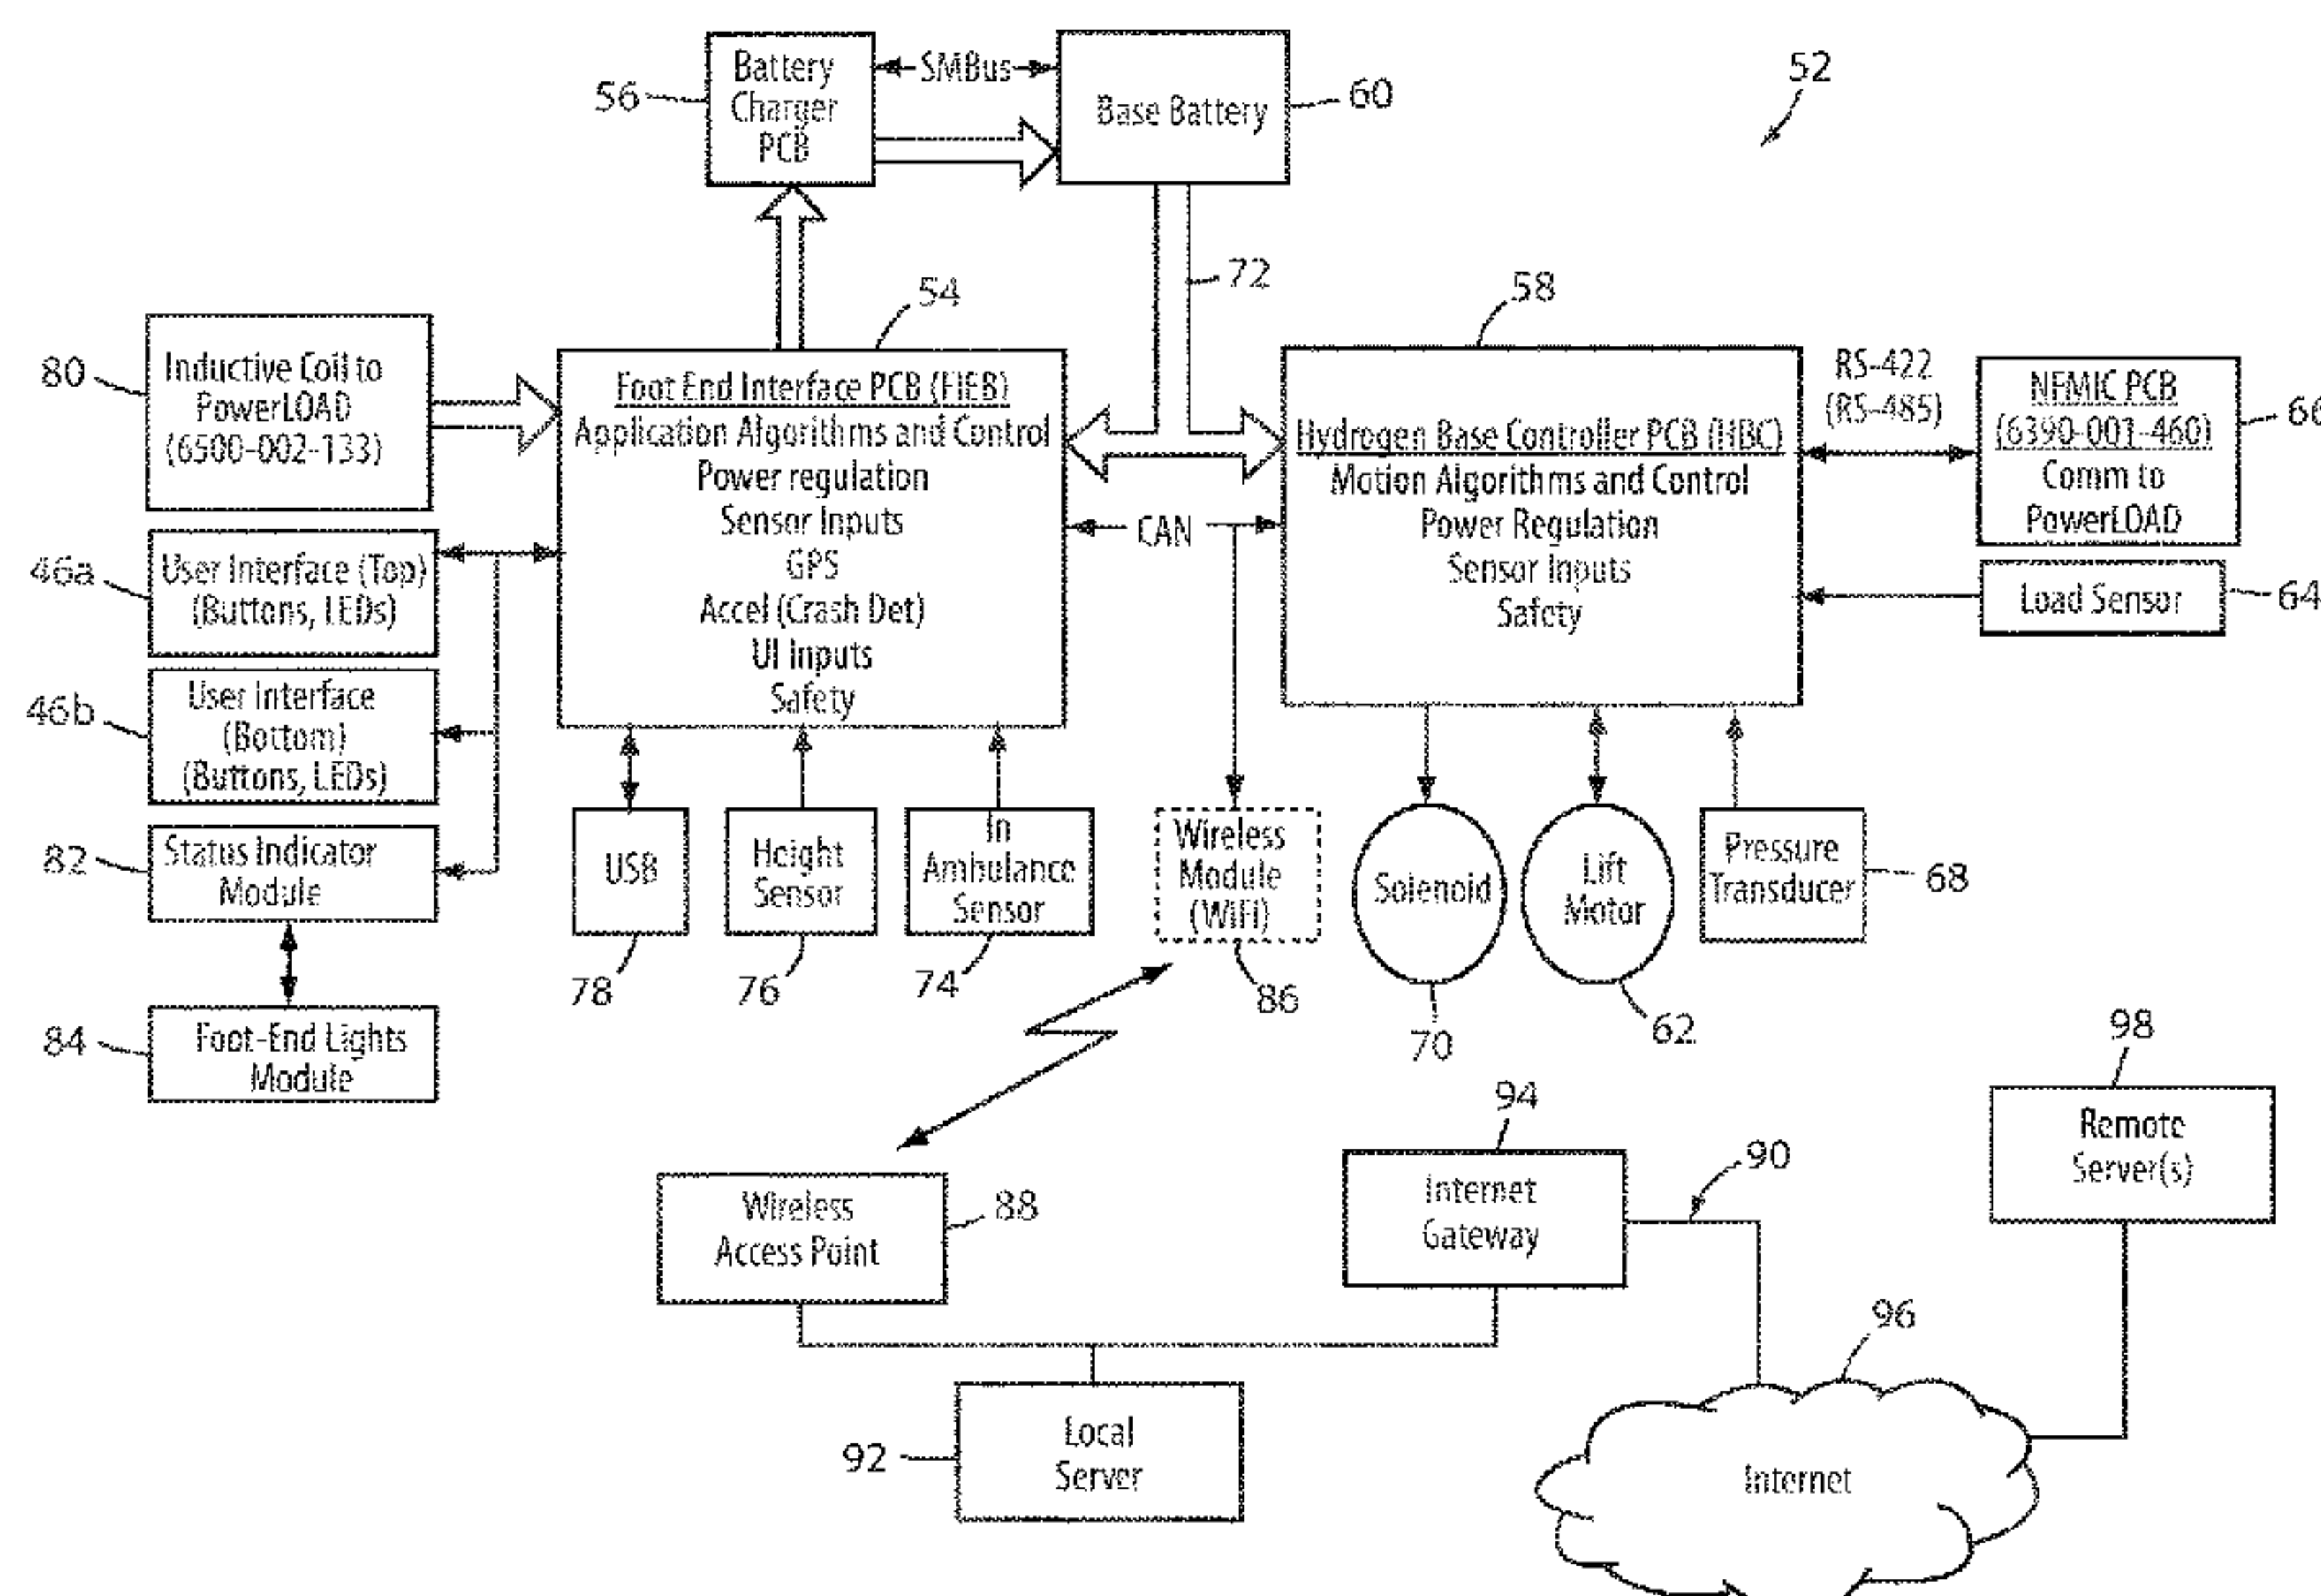 Battery
Charger
PCB
56
SMBus
Base Battery
60
52
72
54
58
80
Inductive Coil to
PowerLOAD
(6500-002-133)
Foot End Interface PCB (FIEB)
Application Algorithms and Control
Power regulation
Sensor Inputs
GPS
Accel (Crash Det)
UI Inputs
Safety
CAN
Hydrogen Base Controller PCB (HBC)
Motion Algorithms and Control
Power Regulation
Sensor Inputs
Safety
RS-422
(RS-485)
NFMIC PCB
(6390-001-460)
Comm to
PowerLOAD
66
Load Sensor
64
46a
User Interface (Top)
(Buttons, LEDs)
46b
User Interface
(Bottom)
(Buttons, LEDs)
82
Status Indicator
Module
84
Foot-End Lights
Module
USB
78
Height
Sensor
76
In
Ambulance
Sensor
74
Wireless
Module
(WiFi)
86
Solenoid
70
Lift
Motor
62
Pressure
Transducer
68
Wireless
Access Point
88
94
Internet
Gateway
90
98
Remote
Server(s)
92
Local
Server
96
Internet